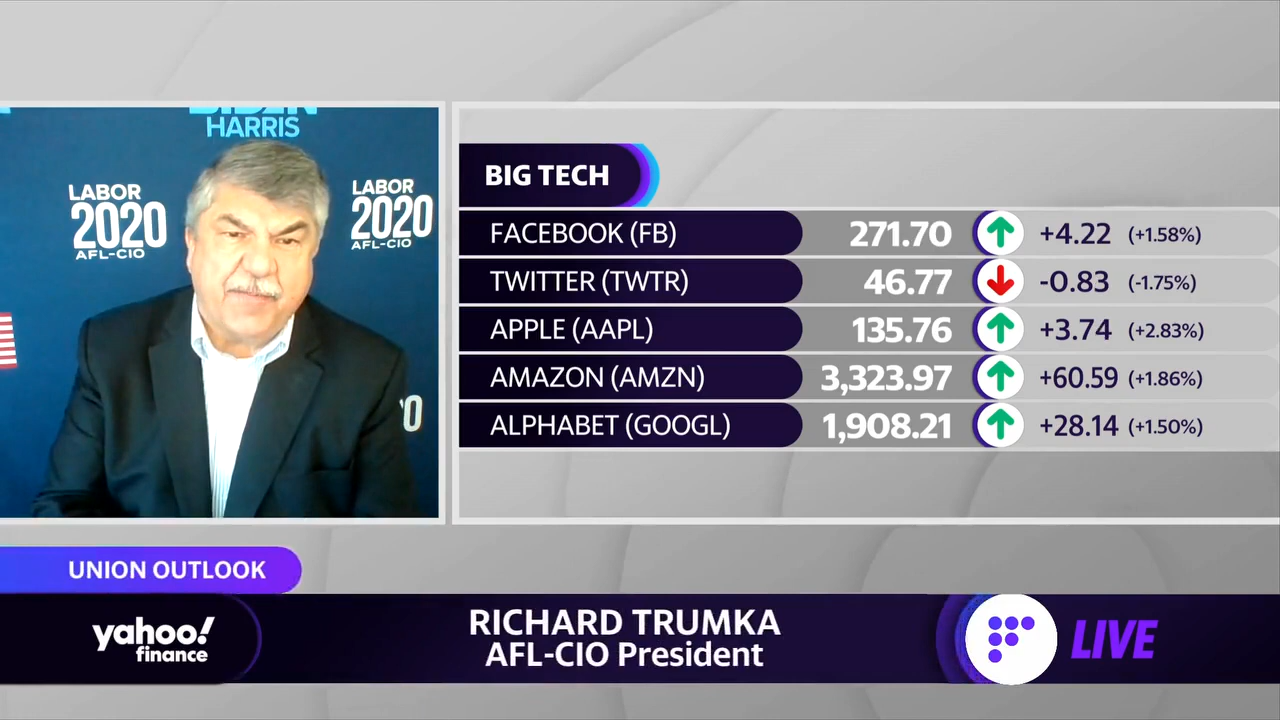 BIDEN
HARRIS
LABOR
2020
AFL-CIO
LABOR
2020
AFL-CIO
BIG TECH
FACEBOOK (FB) 271.70 +4.22 (+1.58%)
TWITTER (TWTR) 46.77 -0.83 (-1.75%)
APPLE (AAPL) 135.76 +3.74 (+2.83%)
AMAZON (AMZN) 3,323.97 +60.59 (+1.86%)
ALPHABET (GOOGL) 1,908.21 +28.14 (+1.50%)
UNION OUTLOOK
yahoo!
finance
RICHARD TRUMKA
AFL-CIO President
LIVE